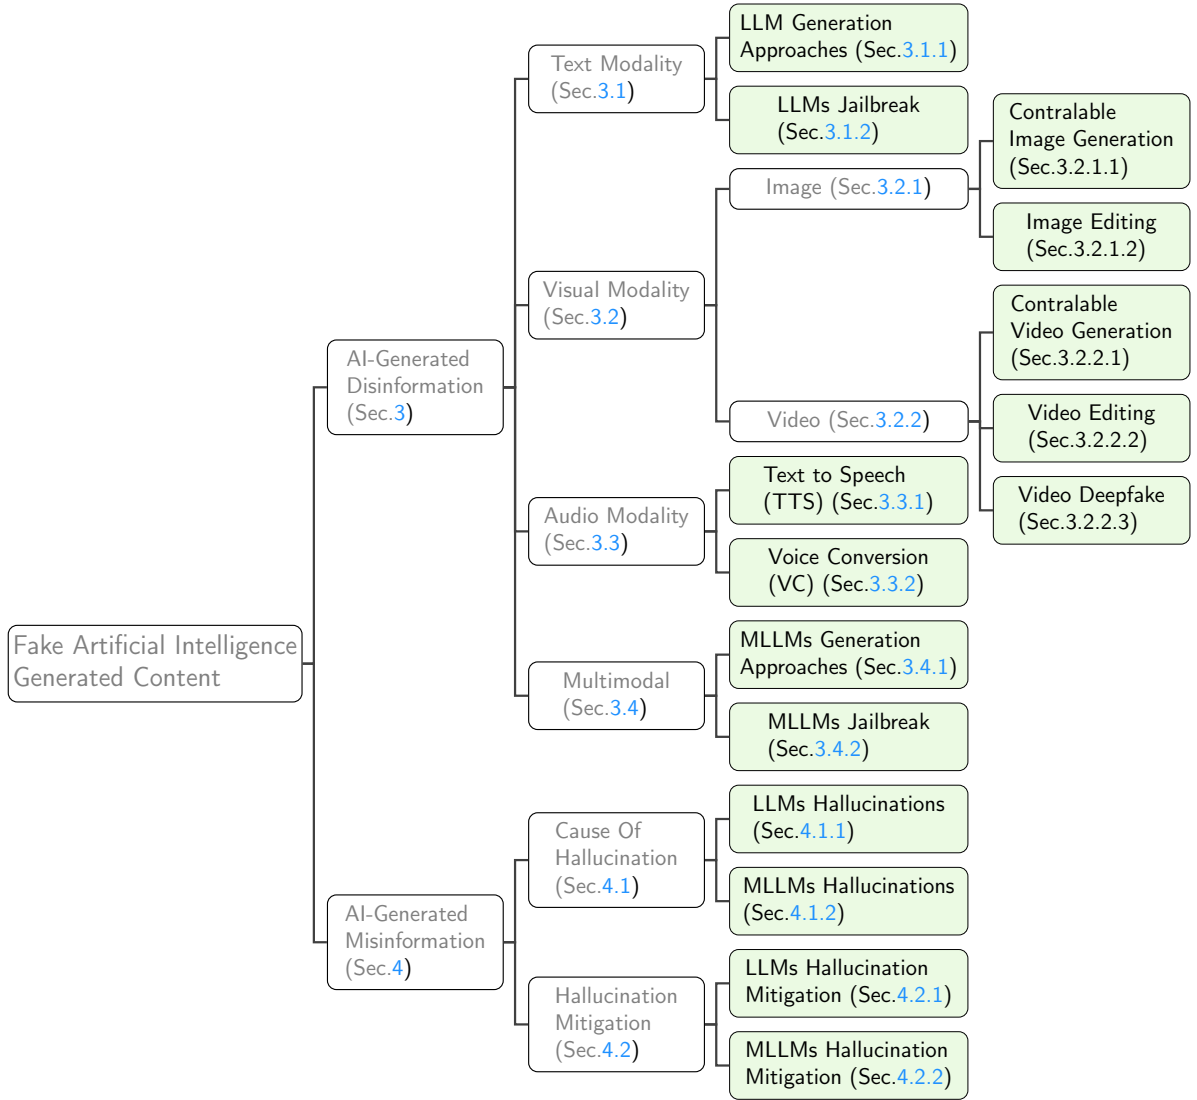 Fake Artificial Intelligence
Generated Content
AI-Generated
Disinformation
(Sec.3)
Text Modality
(Sec.3.1)
LLM Generation
Approaches (Sec.3.1.1)
LLMs Jailbreak
(Sec.3.1.2)
Visual Modality
(Sec.3.2)
Image (Sec.3.2.1)
Contralable
Image Generation
(Sec.3.2.1.1)
Image Editing
(Sec.3.2.1.2)
Video (Sec.3.2.2)
Contralable
Video Generation
(Sec.3.2.2.1)
Video Editing
(Sec.3.2.2.2)
Video Deepfake
(Sec.3.2.2.3)
Audio Modality
(Sec.3.3)
Text to Speech
(TTS) (Sec.3.3.1)
Voice Conversion
(VC) (Sec.3.3.2)
Multimodal
(Sec.3.4)
MLLMs Generation
Approaches (Sec.3.4.1)
MLLMs Jailbreak
(Sec.3.4.2)
AI-Generated
Misinformation
(Sec.4)
Cause Of
Hallucination
(Sec.4.1)
LLMs Hallucinations
(Sec.4.1.1)
MLLMs Hallucinations
(Sec.4.1.2)
Hallucination
Mitigation
(Sec.4.2)
LLMs Hallucination
Mitigation (Sec.4.2.1)
MLLMs Hallucination
Mitigation (Sec.4.2.2)